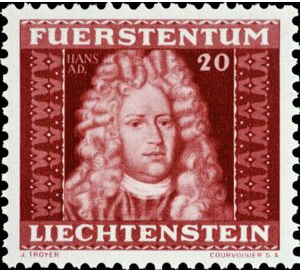 FUERSTENTUM
HANS
AD.
20
LIECHTENSTEIN
J. TROYER
COURVOISIER S. A